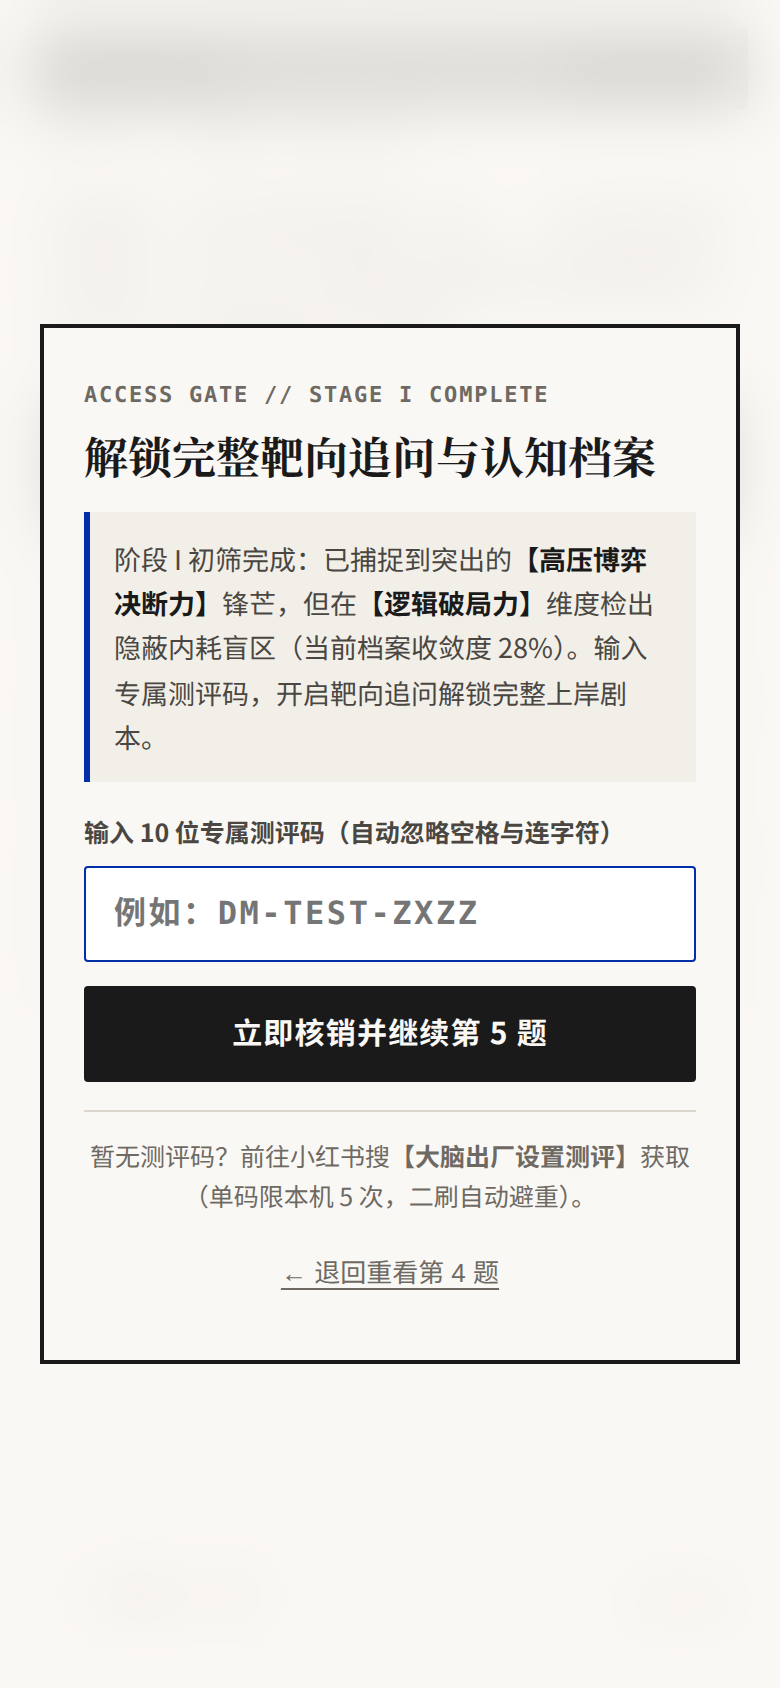 ACCESS GATE // STAGE I COMPLETE
解锁完整靶向追问与认知档案
阶段 I 初筛完成：已捕捉到突出的【高压博弈
决断力】锋芒，但在【逻辑破局力】维度检出
隐蔽内耗盲区（当前档案收敛度 28%）。输入
专属测评码，开启靶向追问解锁完整上岸剧
本。
输入 10 位专属测评码（自动忽略空格与连字符）
例如：DM-TEST-ZXZZ
立即核销并继续第 5 题
暂无测评码？前往小红书搜【大脑出厂设置测评】获取
（单码限本机 5 次，二刷自动避重）。
← 退回重看第 4 题